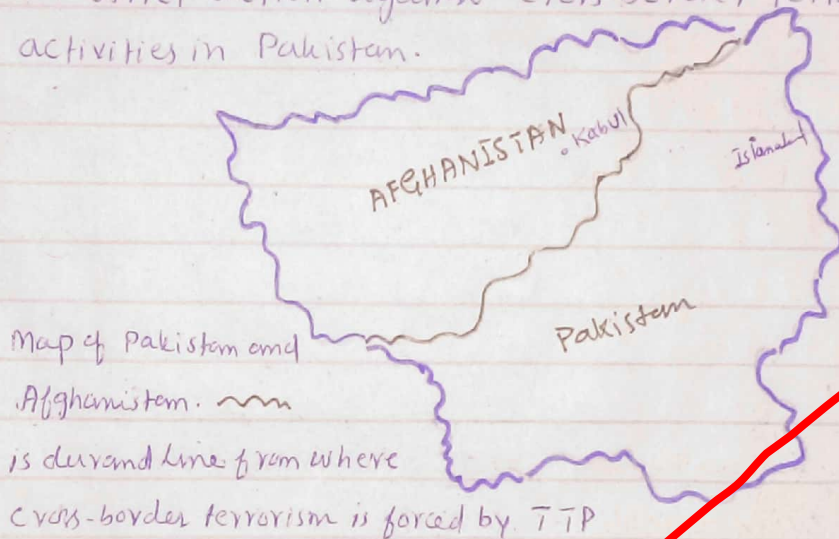 activities in Pakistan.
AFGHANISTAN
Kabul
Pakistan
Map of Pakistan and
Afghanistan.
is durand line from where
cross-border terrorism is forced by TTP